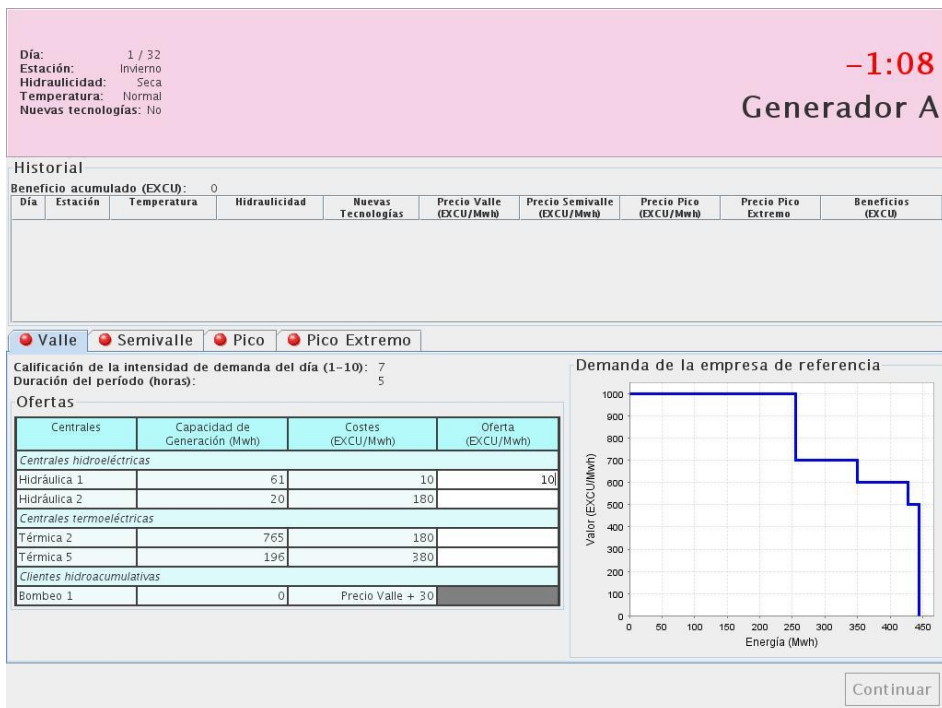 Día: 1 / 32
Estación: Invierno
Hidraulicidad: Seca
Temperatura: Normal
Nuevas tecnologías: No
−1:08
Generador A
Historial
Beneficio acumulado (EXCU): 0
Día Estación Temperatura Hidraulicidad Nuevas Tecnologías Precio Valle (EXCU/Mwh) Precio Semivalle (EXCU/Mwh) Precio Pico (EXCU/Mwh) Precio Pico Extremo Beneficios (EXCU)
Valle Semivalle Pico Pico Extremo
Calificación de la intensidad de demanda del día (1-10): 7
Duración del período (horas): 5
Ofertas
Centrales Capacidad de Generación (Mwh) Costes (EXCU/Mwh) Oferta (EXCU/Mwh)
Centrales hidroeléctricas
Hidráulica 1 61 10 10
Hidráulica 2 20 180
Centrales termoeléctricas
Térmica 2 765 180
Térmica 5 196 380
Clientes hidroacumulativas
Bombeo 1 0 Precio Valle + 30
Demanda de la empresa de referencia
Valor (EXCU/Mwh)
1000
900
800
700
600
500
400
300
200
100
0
0 50 100 150 200 250 300 350 400 450
Energía (Mwh)
Continuar